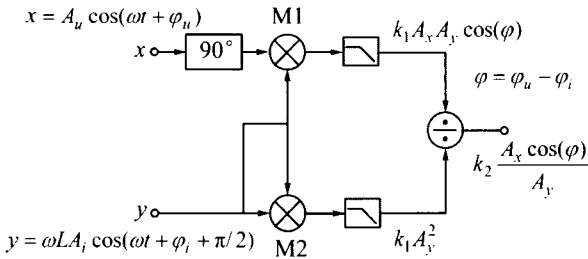 x = A_u cos(ωt + φ_u)
M1
x
90°
k_1 A_x A_y cos(φ)
φ = φ_u − φ_i
÷
k_2 A_x cos(φ) / A_y
y
y = ωLA_i cos(ωt + φ_i + π/2)
M2
k_1 A_y^2